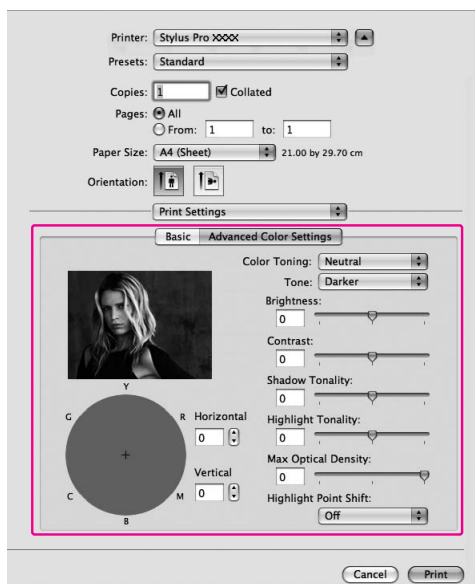 Printer: Stylus Pro XXXX
Presets: Standard
Copies: 1 Collated
Pages: All
From: 1 to: 1
Paper Size: A4 (Sheet) 21.00 by 29.70 cm
Orientation:
Print Settings
Basic Advanced Color Settings
Color Toning: Neutral
Tone: Darker
Brightness:
0
Contrast:
0
Shadow Tonality:
0
Highlight Tonality:
0
Max Optical Density:
0
Highlight Point Shift:
Off
Y
G R
C M
B
Horizontal
0
Vertical
0
Cancel Print